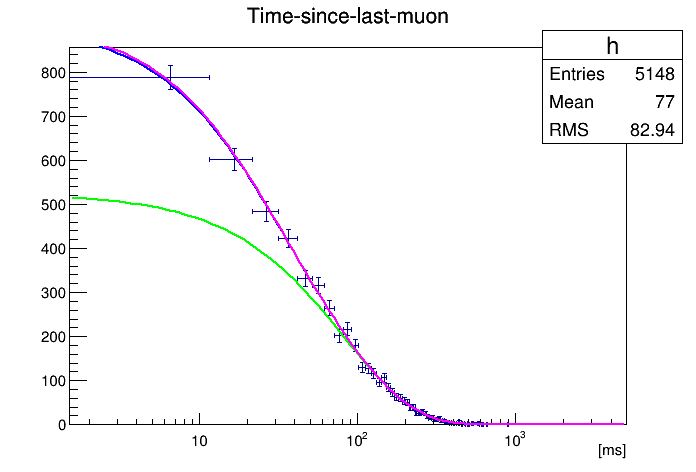 Time-since-last-muon
h
Entries 5148
Mean 77
RMS 82.94
800
700
600
500
400
300
200
100
0
10 10² 10³
[ms]